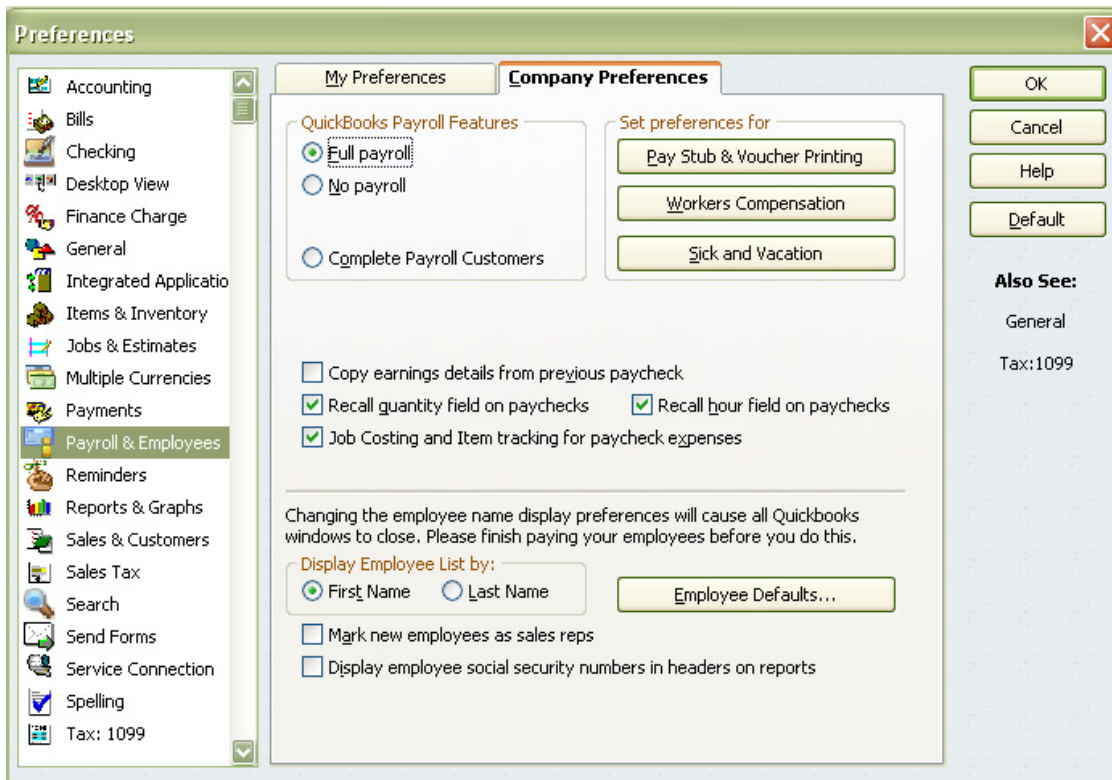 Preferences
Accounting
Bills
Checking
Desktop View
Finance Charge
General
Integrated Applicatio
Items & Inventory
Jobs & Estimates
Multiple Currencies
Payments
Payroll & Employees
Reminders
Reports & Graphs
Sales & Customers
Sales Tax
Search
Send Forms
Service Connection
Spelling
Tax: 1099
My Preferences
Company Preferences
QuickBooks Payroll Features
Full payroll
No payroll
Complete Payroll Customers
Set preferences for
Pay Stub & Voucher Printing
Workers Compensation
Sick and Vacation
Copy earnings details from previous paycheck
Recall quantity field on paychecks
Recall hour field on paychecks
Job Costing and Item tracking for paycheck expenses
Changing the employee name display preferences will cause all Quickbooks
windows to close. Please finish paying your employees before you do this.
Display Employee List by:
First Name
Last Name
Employee Defaults...
Mark new employees as sales reps
Display employee social security numbers in headers on reports
OK
Cancel
Help
Default
Also See:
General
Tax:1099